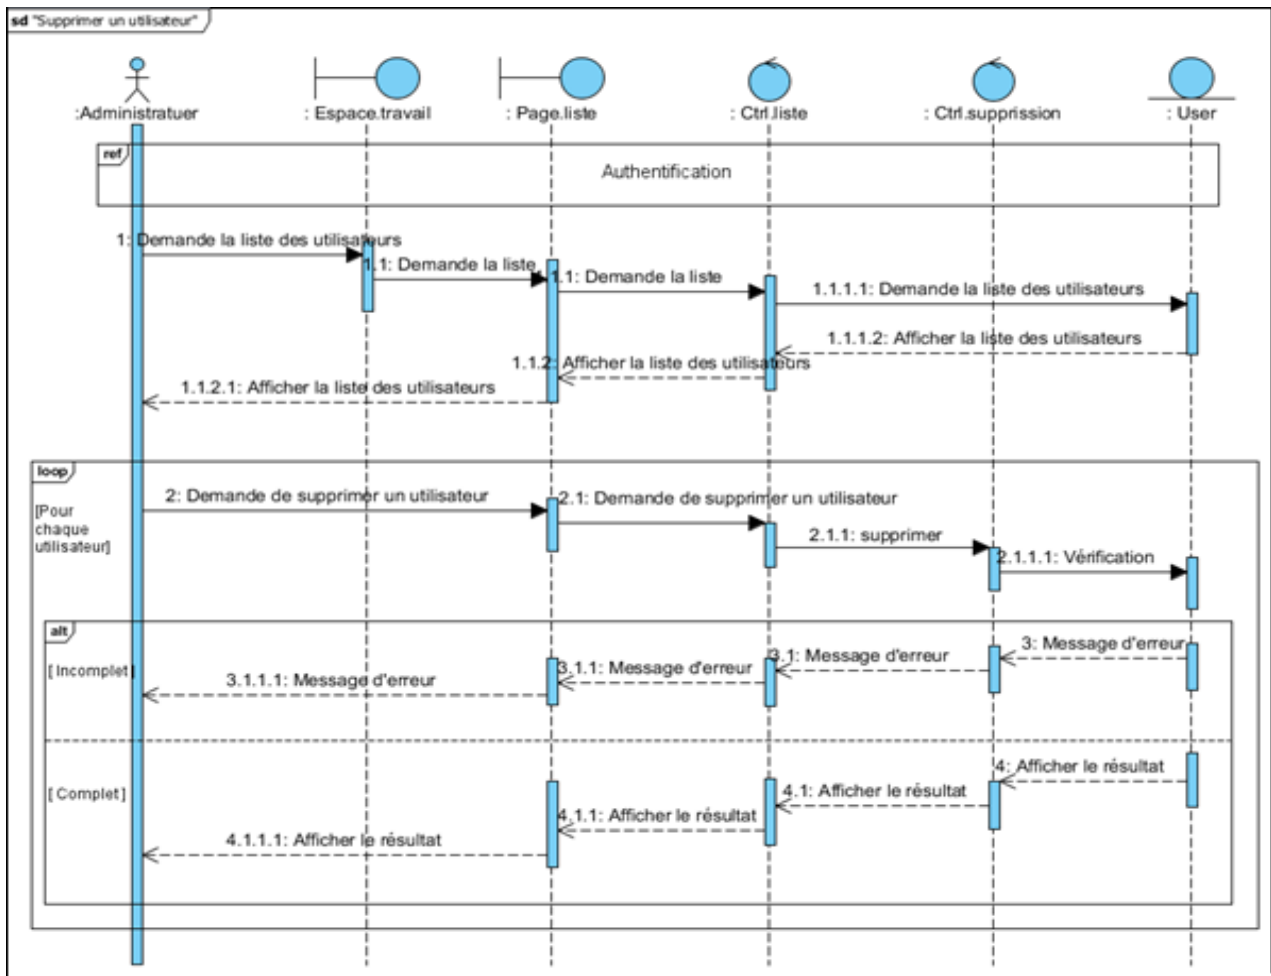 sd "Supprimer un utilisateur"
:Administratuer
: Espace.travail
: Page.liste
: Ctrl.liste
: Ctrl.supprission
: User
ref
Authentification
1: Demande la liste des utilisateurs
1.1: Demande la liste
1.1: Demande la liste
1.1.1.1: Demande la liste des utilisateurs
1.1.1.2: Afficher la liste des utilisateurs
1.1.2: Afficher la liste des utilisateurs
1.1.2.1: Afficher la liste des utilisateurs
loop
[Pour
chaque
utilisateur]
2: Demande de supprimer un utilisateur
2.1: Demande de supprimer un utilisateur
2.1.1: supprimer
2.1.1.1: Vérification
alt
[ Incomplet ]
3: Message d'erreur
3.1: Message d'erreur
3.1.1: Message d'erreur
3.1.1.1: Message d'erreur
[ Complet ]
4: Afficher le résultat
4.1: Afficher le résultat
4.1.1: Afficher le résultat
4.1.1.1: Afficher le résultat